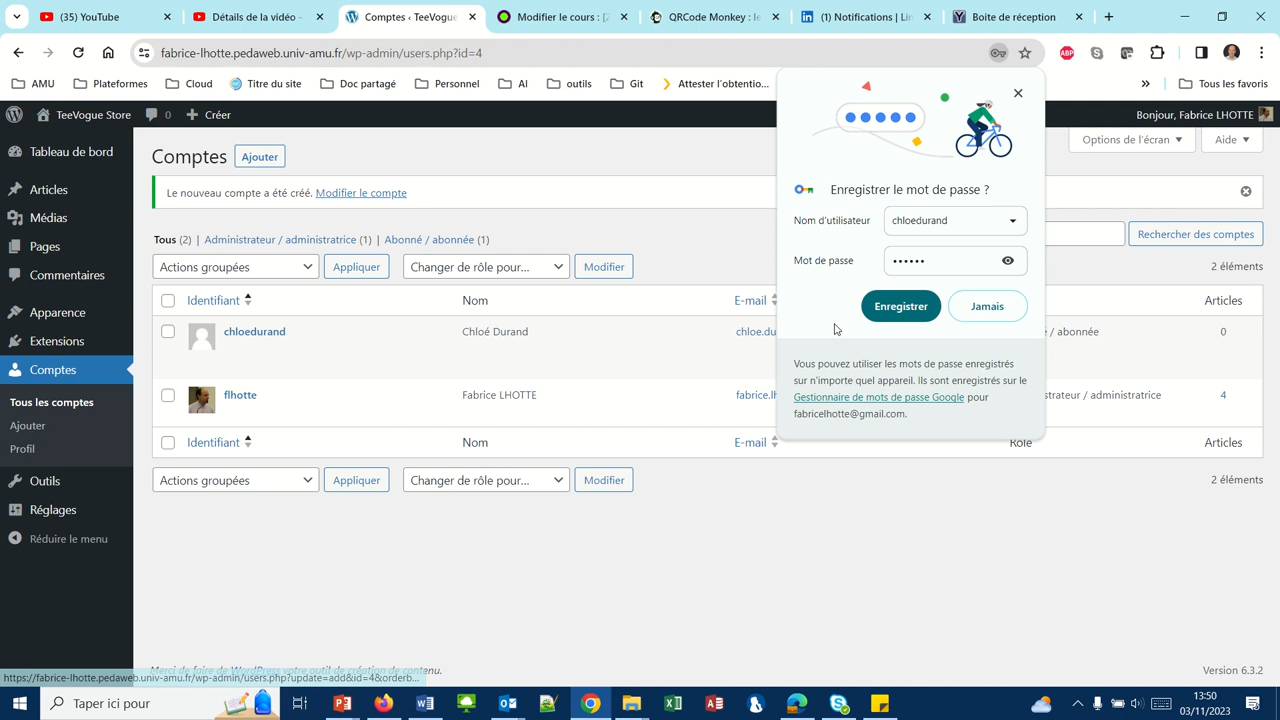 (35) YouTube
Détails de la vidéo -
Comptes ‹ TeeVogue
Modifier le cours : [2
QRCode Monkey : le
(1) Notifications | Lin
Boite de réception
fabrice-lhotte.pedaweb.univ-amu.fr/wp-admin/users.php?id=4
AMU
Plateformes
Cloud
Titre du site
Doc partagé
Personnel
AI
outils
Git
Attester l'obtentio...
Tous les favoris
TeeVogue Store
0
Créer
Bonjour, Fabrice LHOTTE
Tableau de bord
Articles
Médias
Pages
Commentaires
Apparence
Extensions
Comptes
Tous les comptes
Ajouter
Profil
Outils
Réglages
Réduire le menu
Comptes
Ajouter
Options de l'écran
Aide
Le nouveau compte a été créé. Modifier le compte
Tous (2) | Administrateur / administratrice (1) | Abonné / abonnée (1)
Rechercher des comptes
Actions groupées
Appliquer
Changer de rôle pour…
Modifier
2 éléments
Identifiant
Nom
E-mail
Articles
chloedurand
Chloé Durand
chloe.du
/ abonnée
0
flhotte
Fabrice LHOTTE
fabrice.lh
trateur / administratrice
4
Identifiant
Nom
E-mail
Rôle
Articles
Actions groupées
Appliquer
Changer de rôle pour…
Modifier
2 éléments
Enregistrer le mot de passe ?
Nom d'utilisateur
chloedurand
Mot de passe
••••••
Enregistrer
Jamais
Vous pouvez utiliser les mots de passe enregistrés
sur n'importe quel appareil. Ils sont enregistrés sur le
Gestionnaire de mots de passe Google pour
fabricelhotte@gmail.com.
Merci de faire de WordPress votre outil de création de contenu.
Version 6.3.2
https://fabrice-lhotte.pedaweb.univ-amu.fr/wp-admin/users.php?update=add&id=4&orderb...
Taper ici pour
13:50
03/11/2023